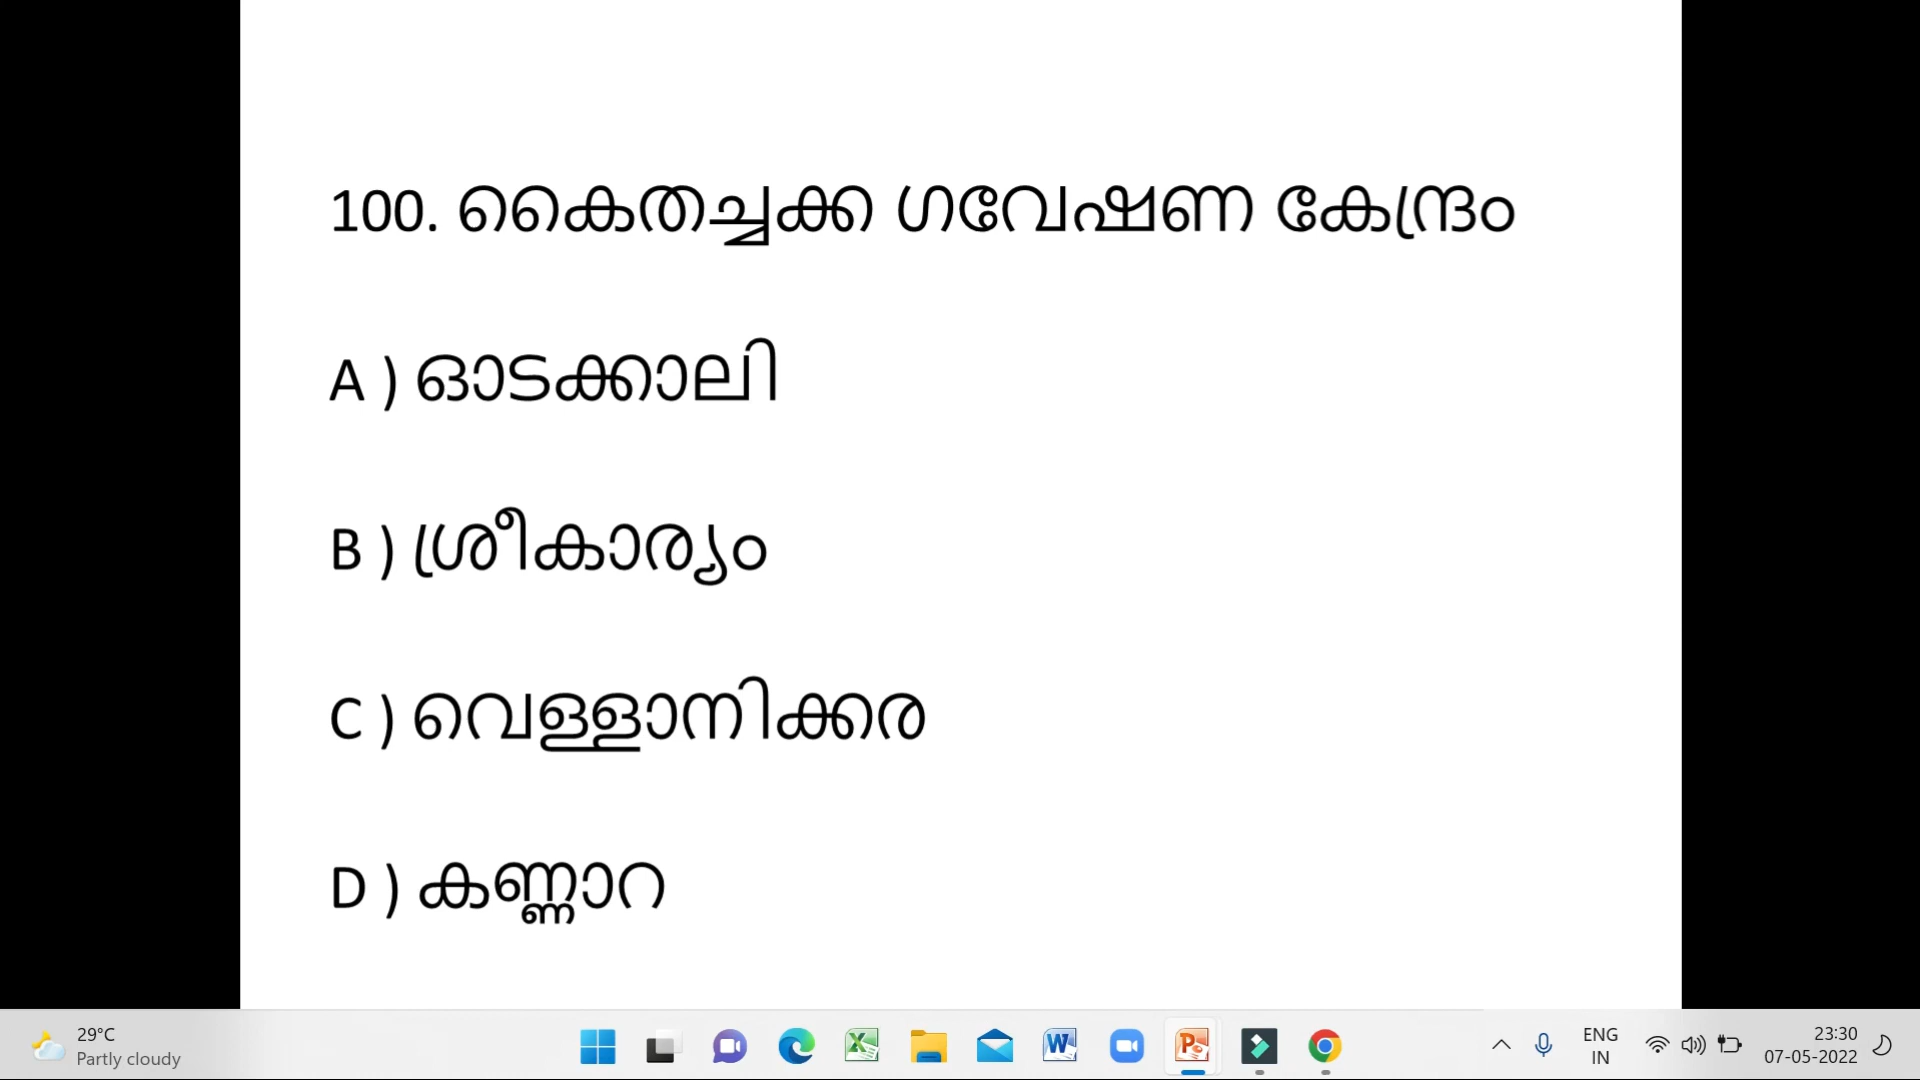 100. കൈതച്ചക്ക ഗവേഷണ കേന്ദ്രം
A ) ഓടക്കാലി
B ) ശ്രീകാര്യം
C ) വെള്ളാനിക്കര
D ) കണ്ണാറ
29°C
Partly cloudy
ENG
IN
23:30
07-05-2022